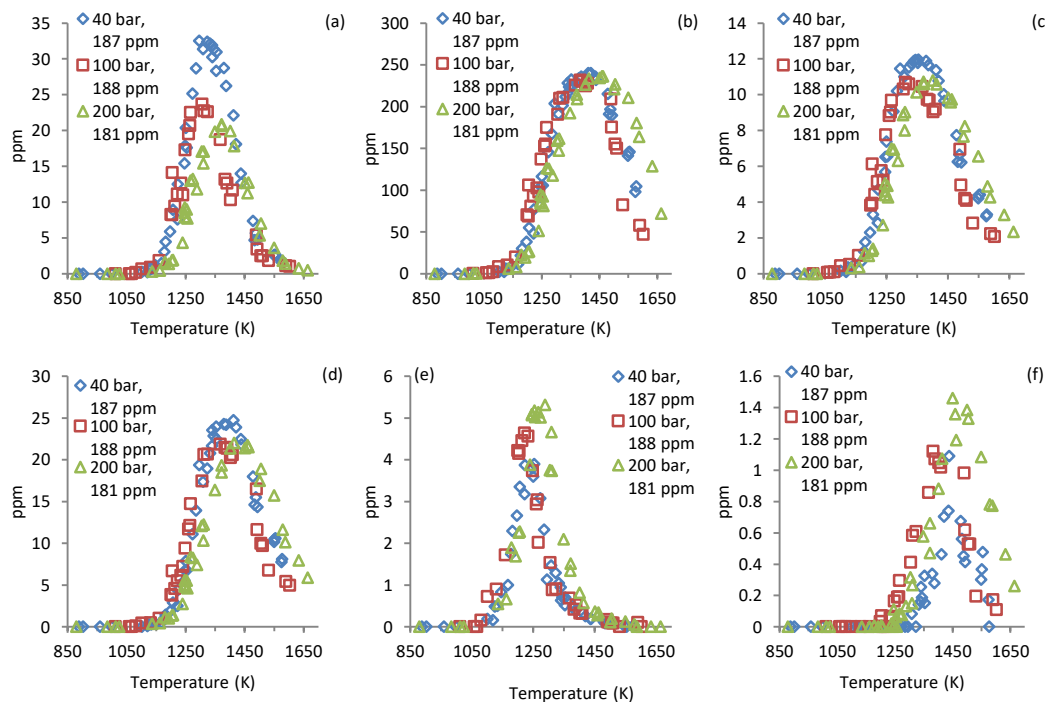 40 bar,
187 ppm
100 bar,
188 ppm
200 bar,
181 ppm
(a)
35
30
25
20
15
10
5
0
ppm
850 1050 1250 1450 1650
Temperature (K)
40 bar,
187 ppm
100 bar,
188 ppm
200 bar,
181 ppm
(b)
300
250
200
150
100
50
0
ppm
850 1050 1250 1450 1650
Temperature (K)
40 bar,
187 ppm
100 bar,
188 ppm
200 bar,
181 ppm
(c)
14
12
10
8
6
4
2
0
ppm
850 1050 1250 1450 1650
Temperature (K)
40 bar,
187 ppm
100 bar,
188 ppm
200 bar,
181 ppm
(d)
30
25
20
15
10
5
0
ppm
850 1050 1250 1450 1650
Temperature (K)
(e)
40 bar,
187 ppm
100 bar,
188 ppm
200 bar,
181 ppm
6
5
4
3
2
1
0
ppm
850 1050 1250 1450 1650
Temperature (K)
40 bar,
187 ppm
100 bar,
188 ppm
200 bar,
181 ppm
(f)
1.6
1.4
1.2
1
0.8
0.6
0.4
0.2
0
ppm
850 1050 1250 1450 1650
Temperature (K)